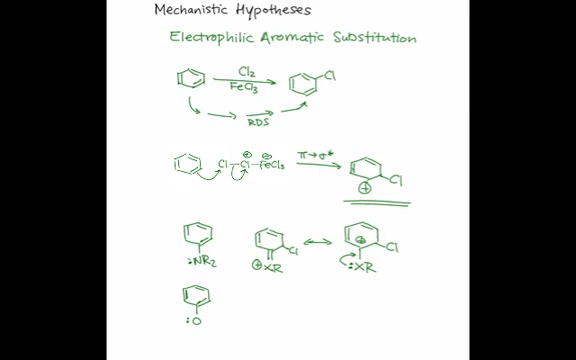 Mechanistic Hypotheses
Electrophilic Aromatic Substitution
Cl₂
FeCl₃
Cl
RDS
Cl—Cl—FeCl₃
⊕ ⊖
π→σ*
Cl
⊕
:NR₂
Cl
⊕XR
Cl
⊕
:XR
:O